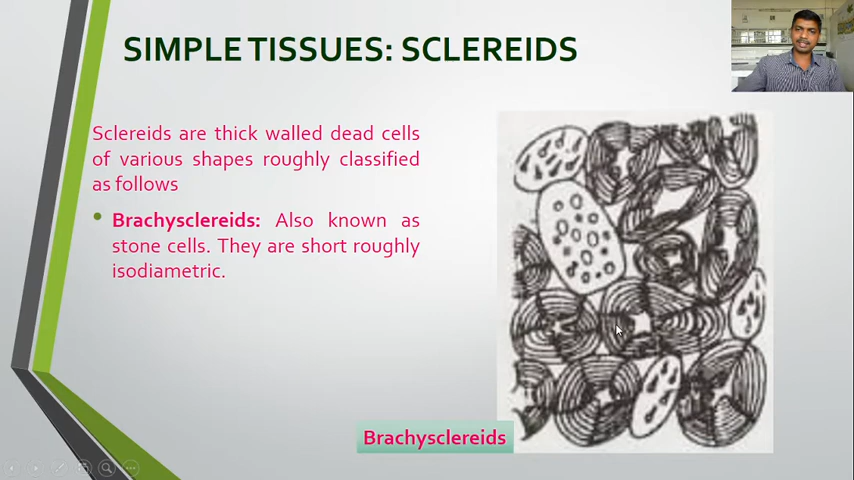 SIMPLE TISSUES: SCLEREIDS
Sclereids are thick walled dead cells
of various shapes roughly classified
as follows
• Brachysclereids: Also known as
stone cells. They are short roughly
isodiametric.
Brachysclereids